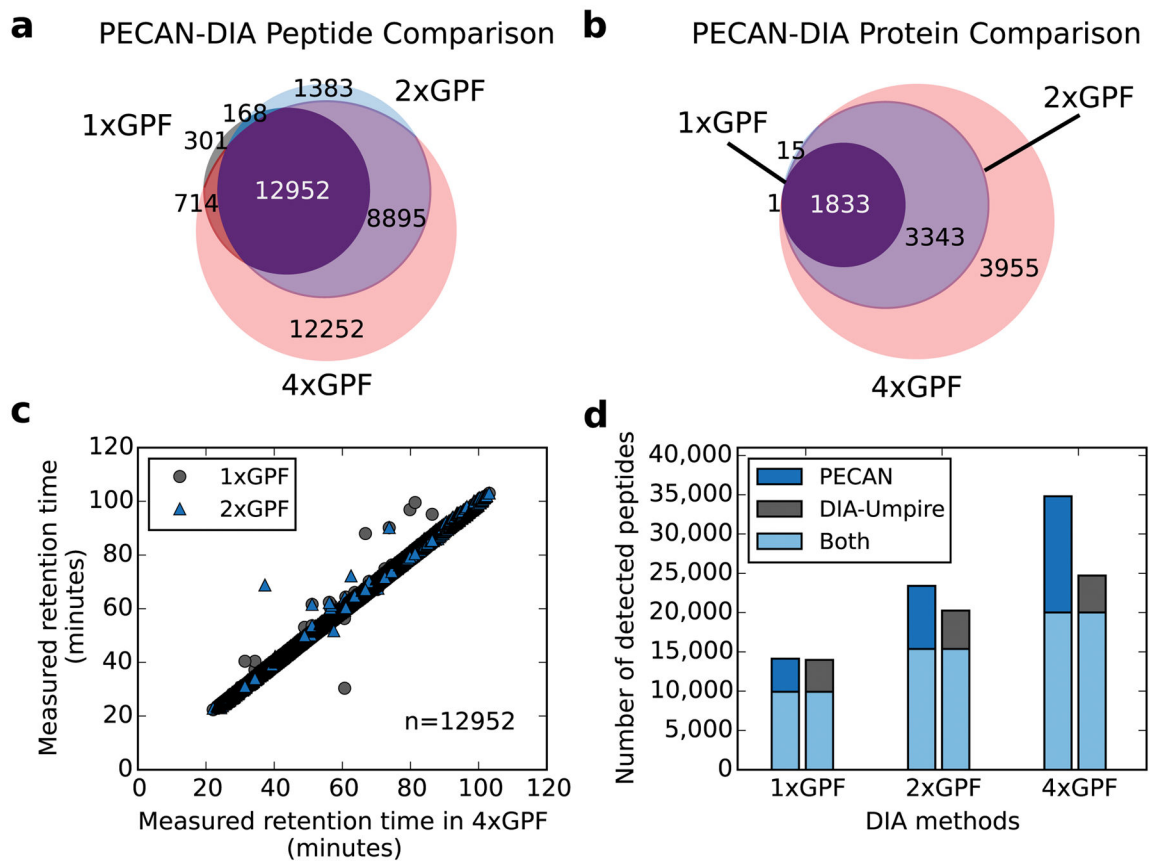 a
PECAN-DIA Peptide Comparison
1383
2xGPF
168
1xGPF
301
714
12952
8895
12252
4xGPF
b
PECAN-DIA Protein Comparison
2xGPF
1xGPF
15
1
1833
3343
3955
4xGPF
c
120
100
80
60
40
20
0
Measured retention time
(minutes)
1xGPF
2xGPF
n=12952
0 20 40 60 80 100 120
Measured retention time in 4xGPF
(minutes)
d
40,000
35,000
30,000
25,000
20,000
15,000
10,000
5,000
0
Number of detected peptides
PECAN
DIA-Umpire
Both
1xGPF 2xGPF 4xGPF
DIA methods